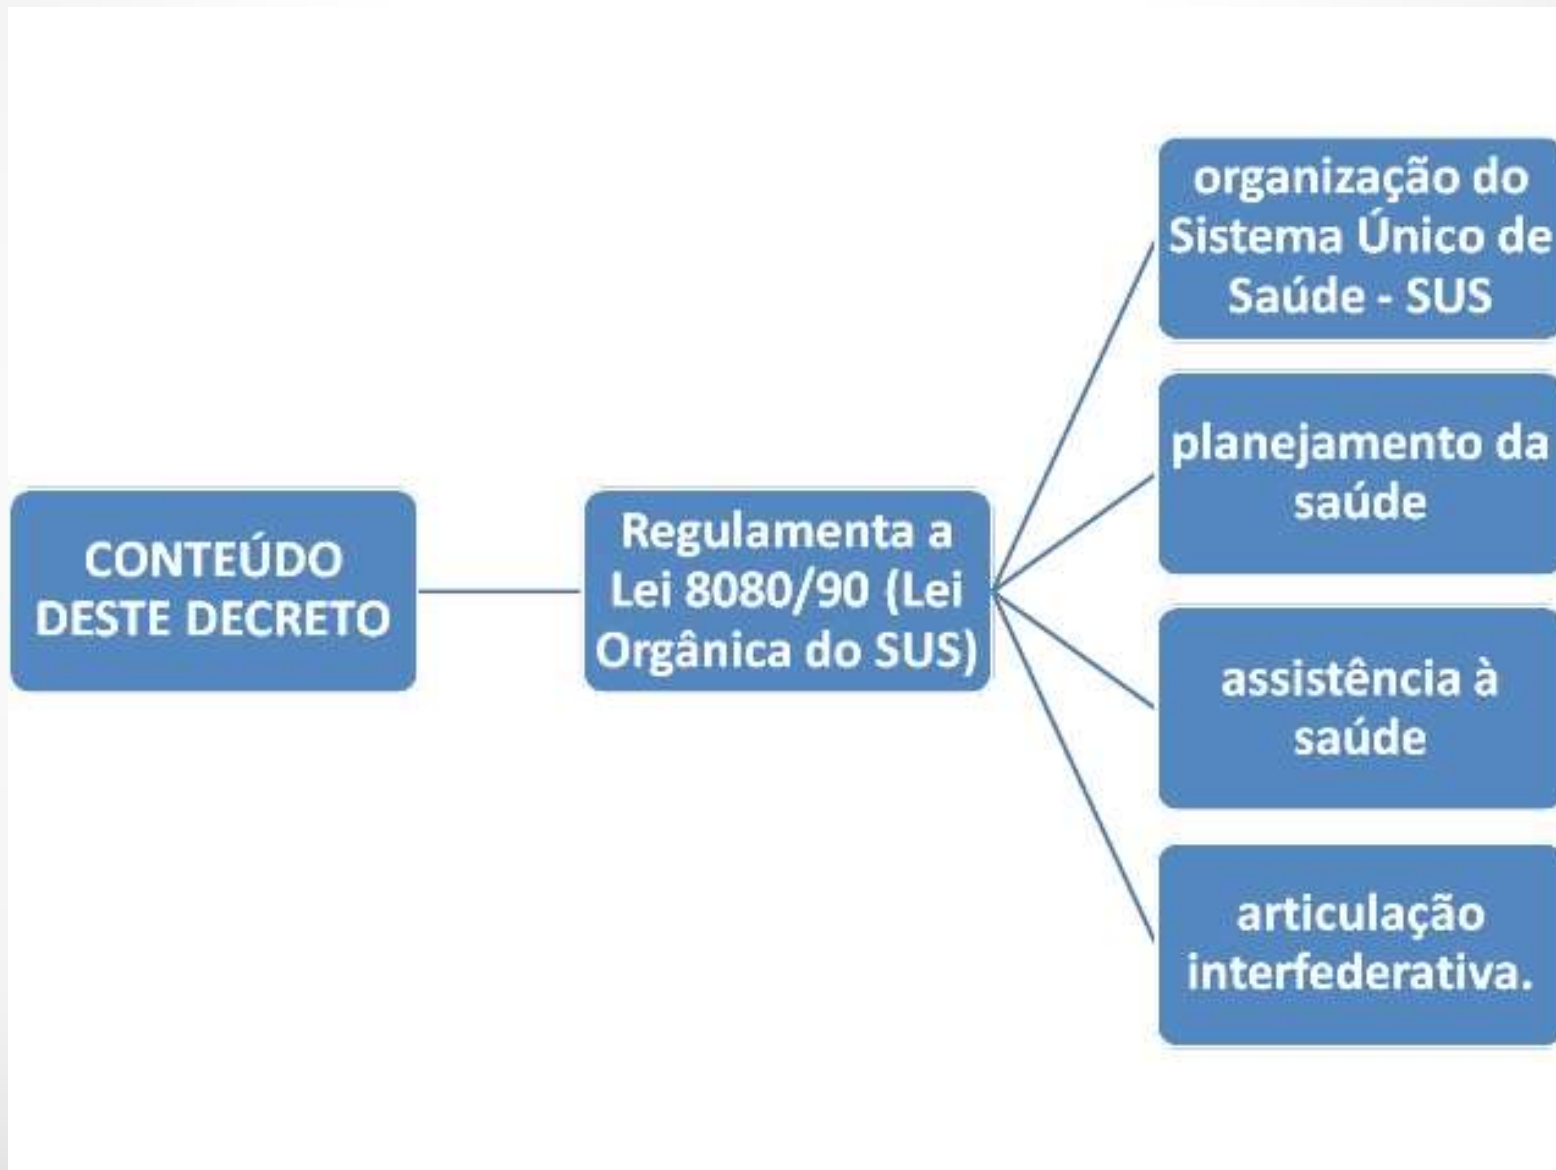 CONTEÚDO
DESTE DECRETO
Regulamenta a
Lei 8080/90 (Lei
Orgânica do SUS)
organização do
Sistema Único de
Saúde - SUS
planejamento da
saúde
assistência à
saúde
articulação
interfederativa.